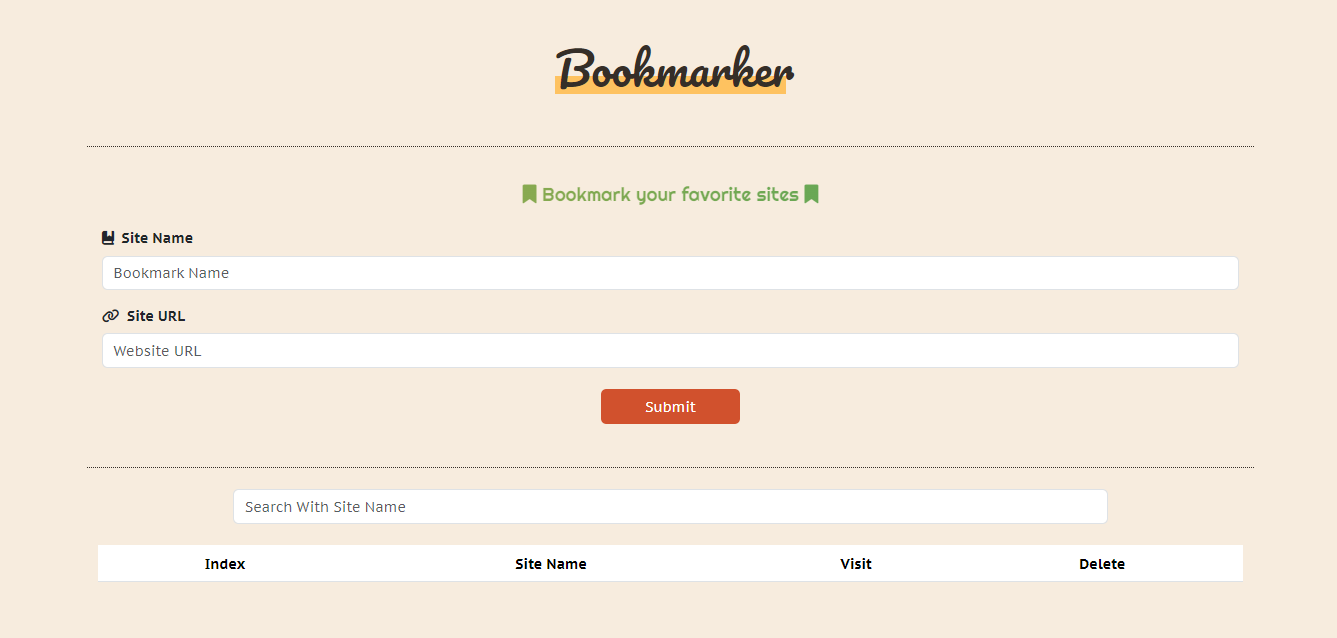 Bookmarker
Bookmark your favorite sites
Site Name
Bookmark Name
Site URL
Website URL
Submit
Search With Site Name
Index Site Name Visit Delete